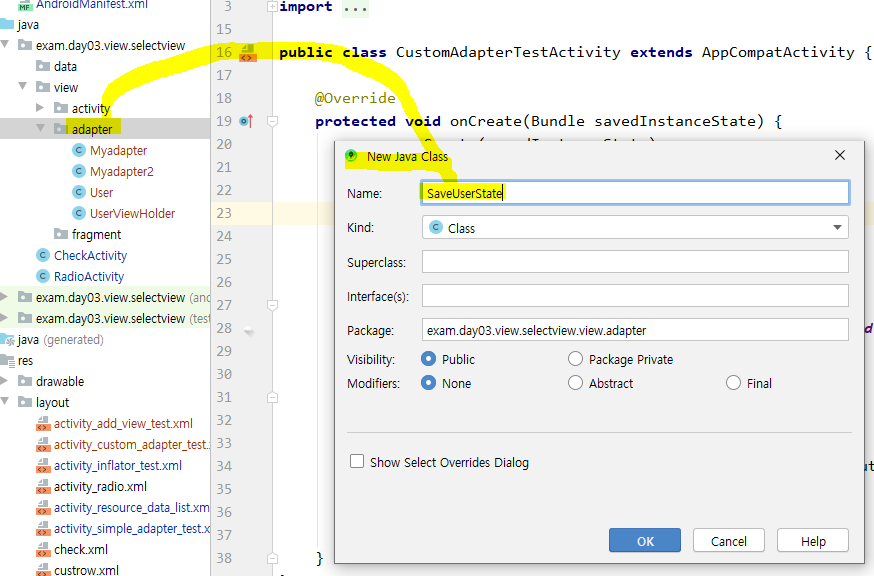 AndroidManifest.xml
java
exam.day03.view.selectview
data
view
activity
adapter
Myadapter
Myadapter2
User
UserViewHolder
fragment
CheckActivity
RadioActivity
exam.day03.view.selectview (and
exam.day03.view.selectview (test
java (generated)
res
drawable
layout
activity_add_view_test.xml
activity_custom_adapter_test.
activity_inflator_test.xml
activity_radio.xml
activity_resource_data_list.xm
activity_simple_adapter_test.x
check.xml
custrow.xml
3 import ...
15
16 public class CustomAdapterTestActivity extends AppCompatActivity {
17
18 @Override
19 protected void onCreate(Bundle savedInstanceState) {
20
21
22
23
24
25
26
27
28
29
30
31
32
33
34
35
36
37
38 }
New Java Class
Name: SaveUserState
Kind: Class
Superclass:
Interface(s):
Package: exam.day03.view.selectview.view.adapter
Visibility: Public Package Private
Modifiers: None Abstract Final
Show Select Overrides Dialog
OK Cancel Help